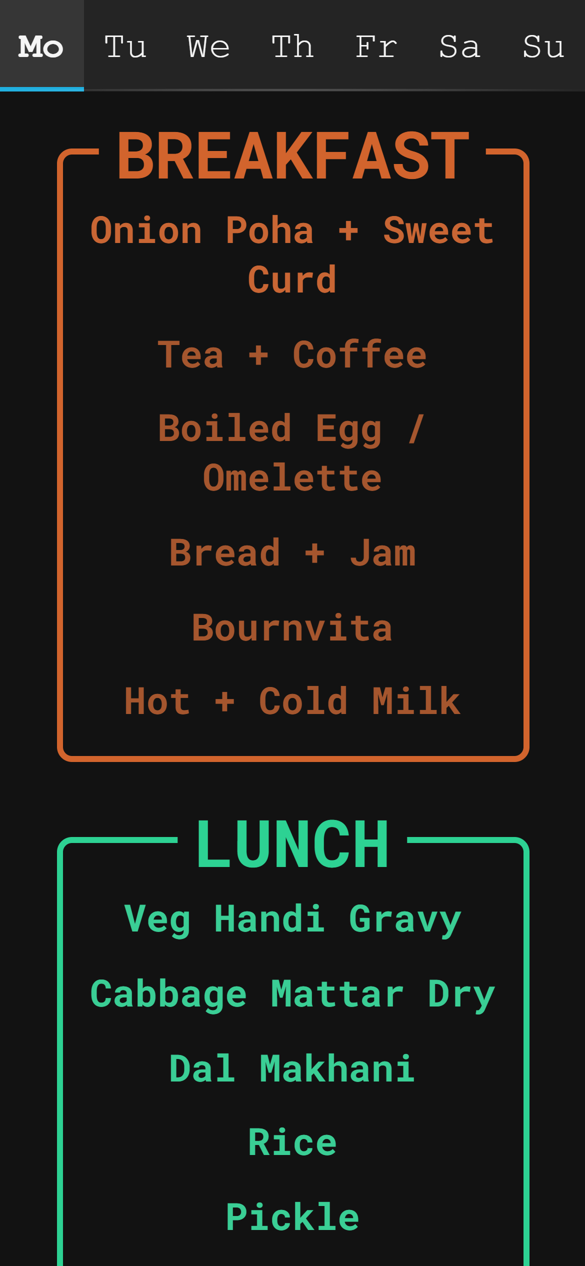 Mo Tu We Th Fr Sa Su
BREAKFAST
Onion Poha + Sweet
Curd
Tea + Coffee
Boiled Egg /
Omelette
Bread + Jam
Bournvita
Hot + Cold Milk
LUNCH
Veg Handi Gravy
Cabbage Mattar Dry
Dal Makhani
Rice
Pickle